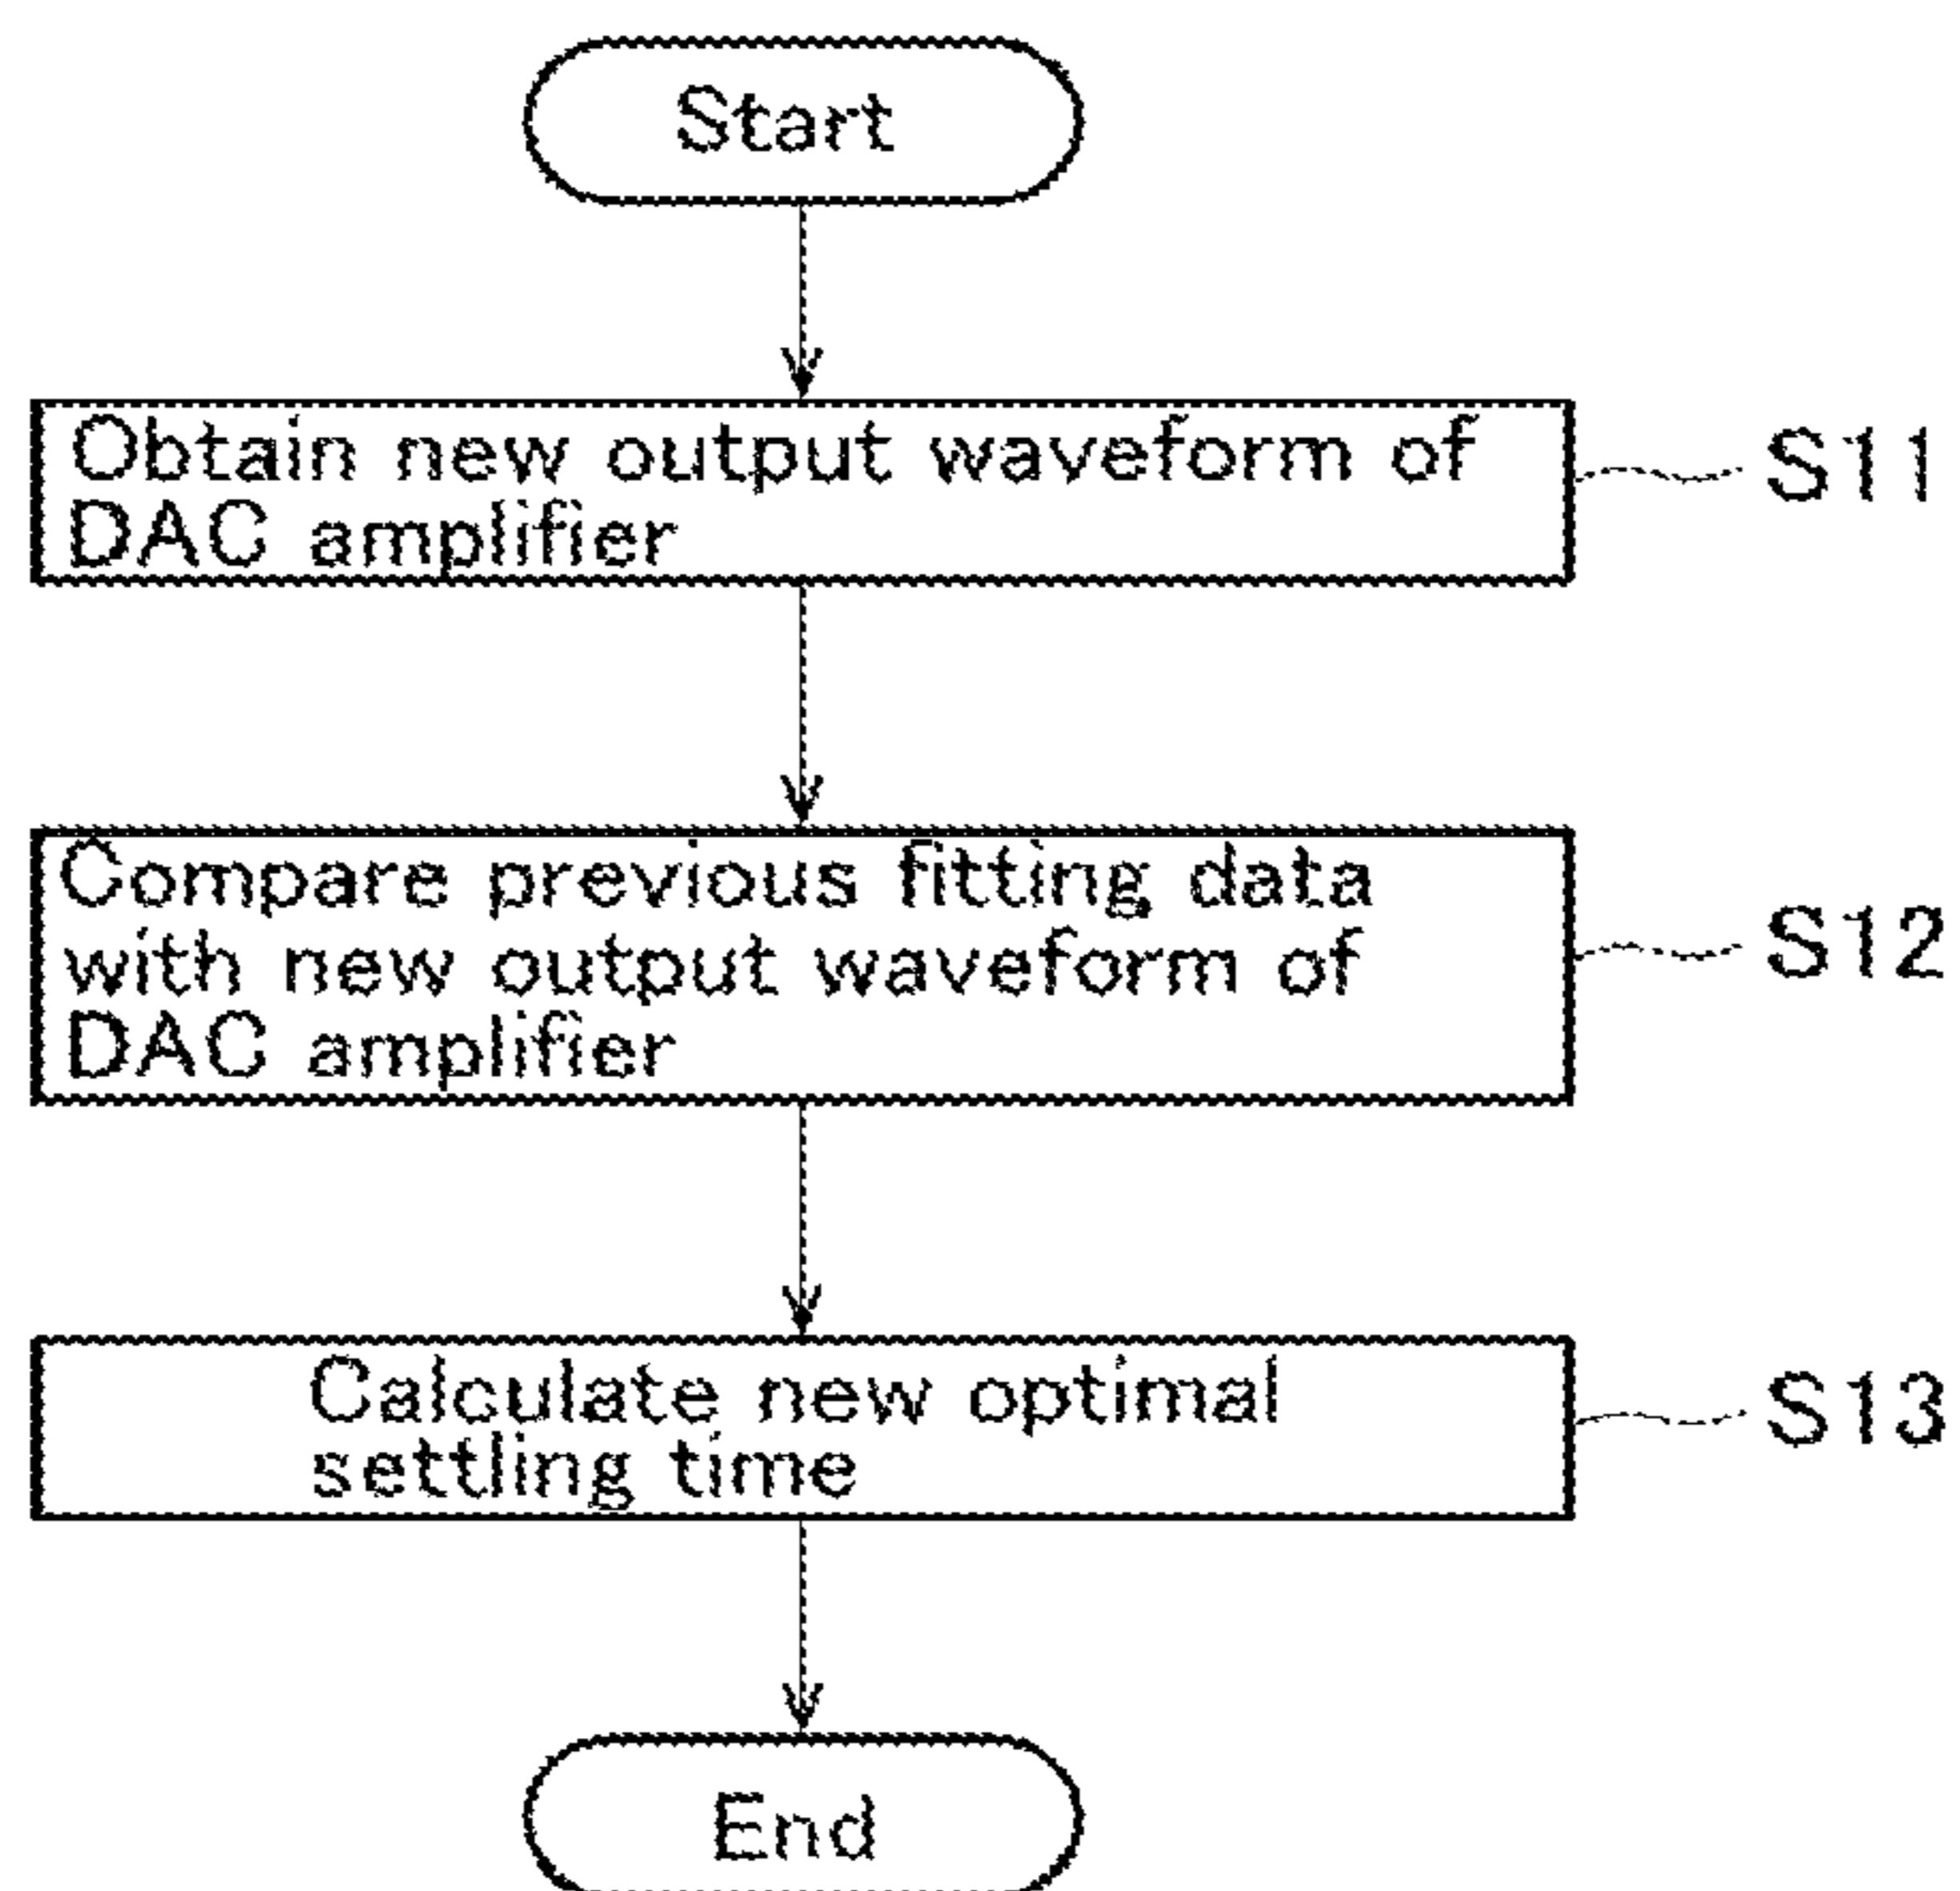 Start
Obtain new output waveform of
DAC amplifier
S11
Compare previous fitting data
with new output waveform of
DAC amplifier
S12
Calculate new optimal
settling time
S13
End